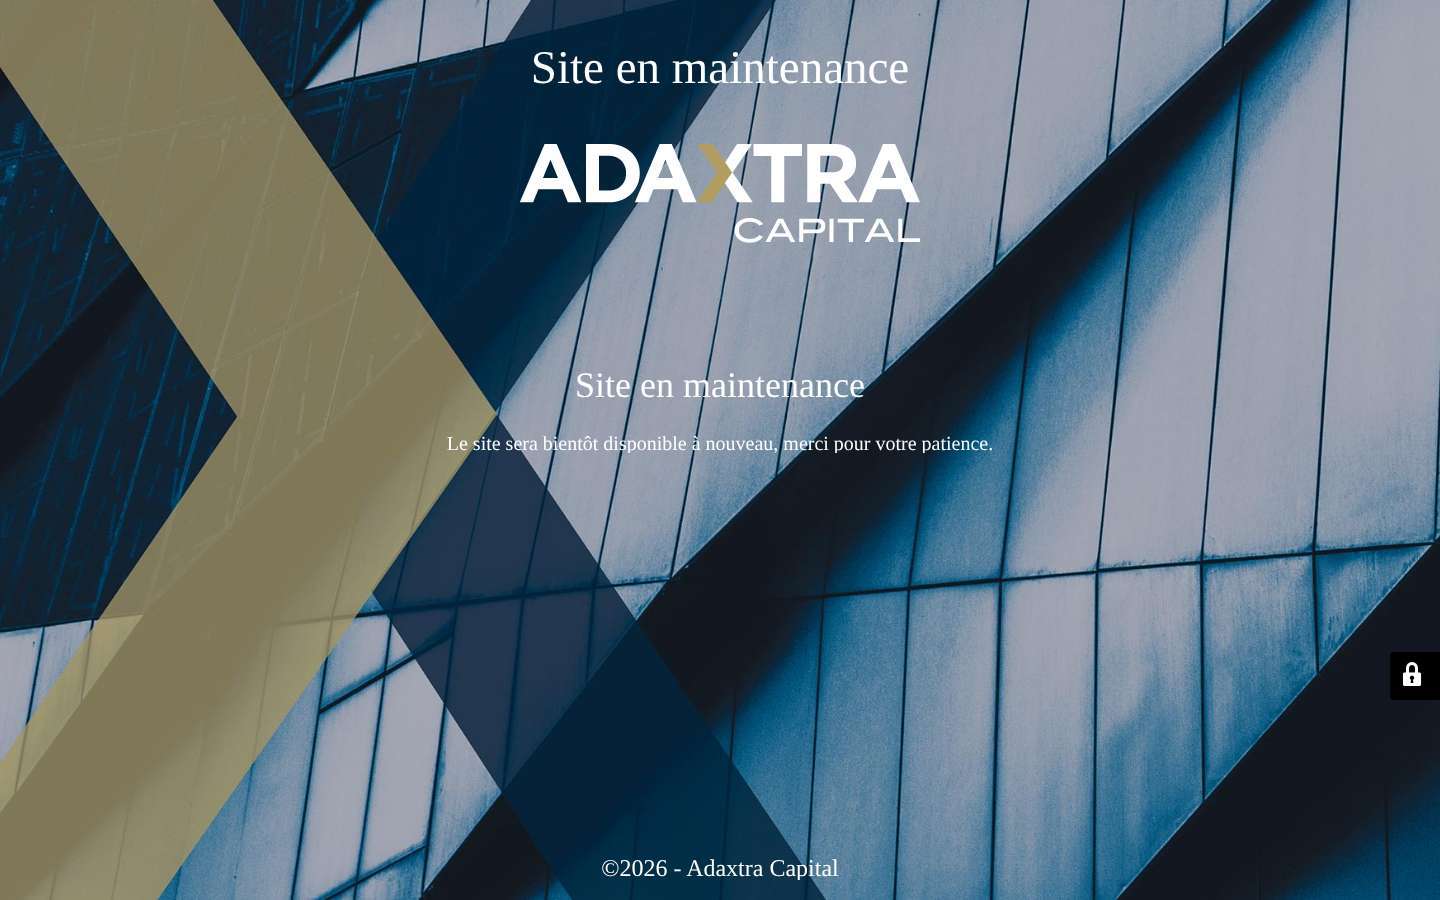 Site en maintenance
ADAXTRA
CAPITAL
Site en maintenance
Le site sera bientôt disponible à nouveau, merci pour votre patience.
©2026 - Adaxtra Capital